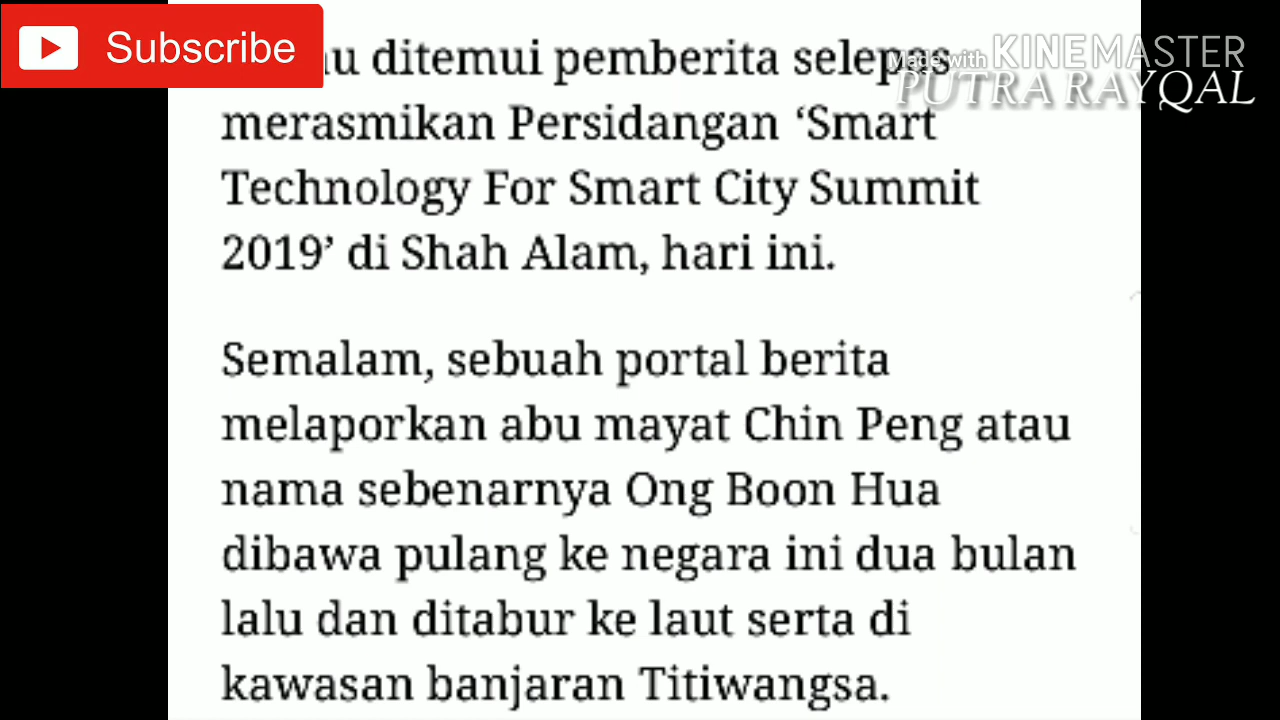 Subscribe
ditemui pemberita selepas
Made with KINEMASTER
PUTRA RAYQAL
merasmikan Persidangan ‘Smart
Technology For Smart City Summit
2019’ di Shah Alam, hari ini.
Semalam, sebuah portal berita
melaporkan abu mayat Chin Peng atau
nama sebenarnya Ong Boon Hua
dibawa pulang ke negara ini dua bulan
lalu dan ditabur ke laut serta di
kawasan banjaran Titiwangsa.